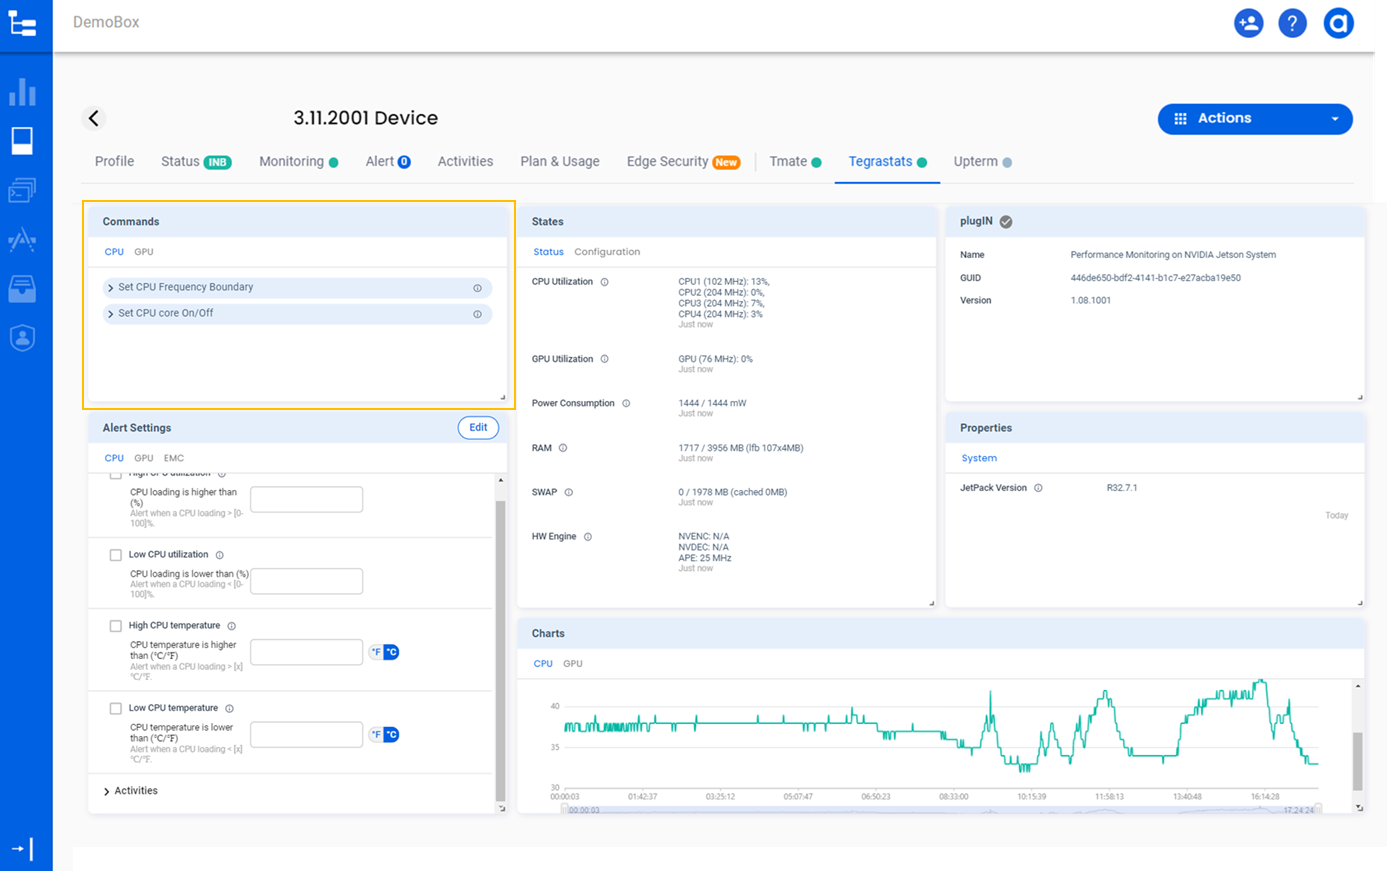 DemoBox
?
a
3.11.2001 Device
Actions
Profile
Status INB
Monitoring
Alert 0
Activities
Plan & Usage
Edge Security New
Tmate
Tegrastats
Upterm
Commands
CPU GPU
Set CPU Frequency Boundary
Set CPU core On/Off
Alert Settings
Edit
CPU GPU EMC
High CPU utilization
CPU loading is higher than
(%)
Alert when a CPU loading > [0-
100]%.
Low CPU utilization
CPU loading is lower than (%)
Alert when a CPU loading < [0-
100]%.
High CPU temperature
CPU temperature is higher
than (°C/°F)
Alert when a CPU loading > [x]
°C/°F.
°F °C
Low CPU temperature
CPU temperature is lower
than (°C/°F)
Alert when a CPU loading < [x]
°C/°F.
°F °C
Activities
States
Status Configuration
CPU Utilization
CPU1 (102 MHz): 13%,
CPU2 (204 MHz): 0%,
CPU3 (204 MHz): 7%,
CPU4 (204 MHz): 3%
Just now
GPU Utilization
GPU (76 MHz): 0%
Just now
Power Consumption
1444 / 1444 mW
Just now
RAM
1717 / 3956 MB (lfb 107x4MB)
Just now
SWAP
0 / 1978 MB (cached 0MB)
Just now
HW Engine
NVENC: N/A
NVDEC: N/A
APE: 25 MHz
Just now
plugIN
Name Performance Monitoring on NVIDIA Jetson System
GUID 446de650-bdf2-4141-b1c7-e27acba19e50
Version 1.08.1001
Properties
System
JetPack Version R32.7.1
Today
Charts
CPU GPU
40
35
30
00:00:03 01:42:37 03:25:12 05:07:47 06:50:23 08:33:00 10:15:39 11:58:13 13:40:48 16:14:28
00:00:03 17:24:24